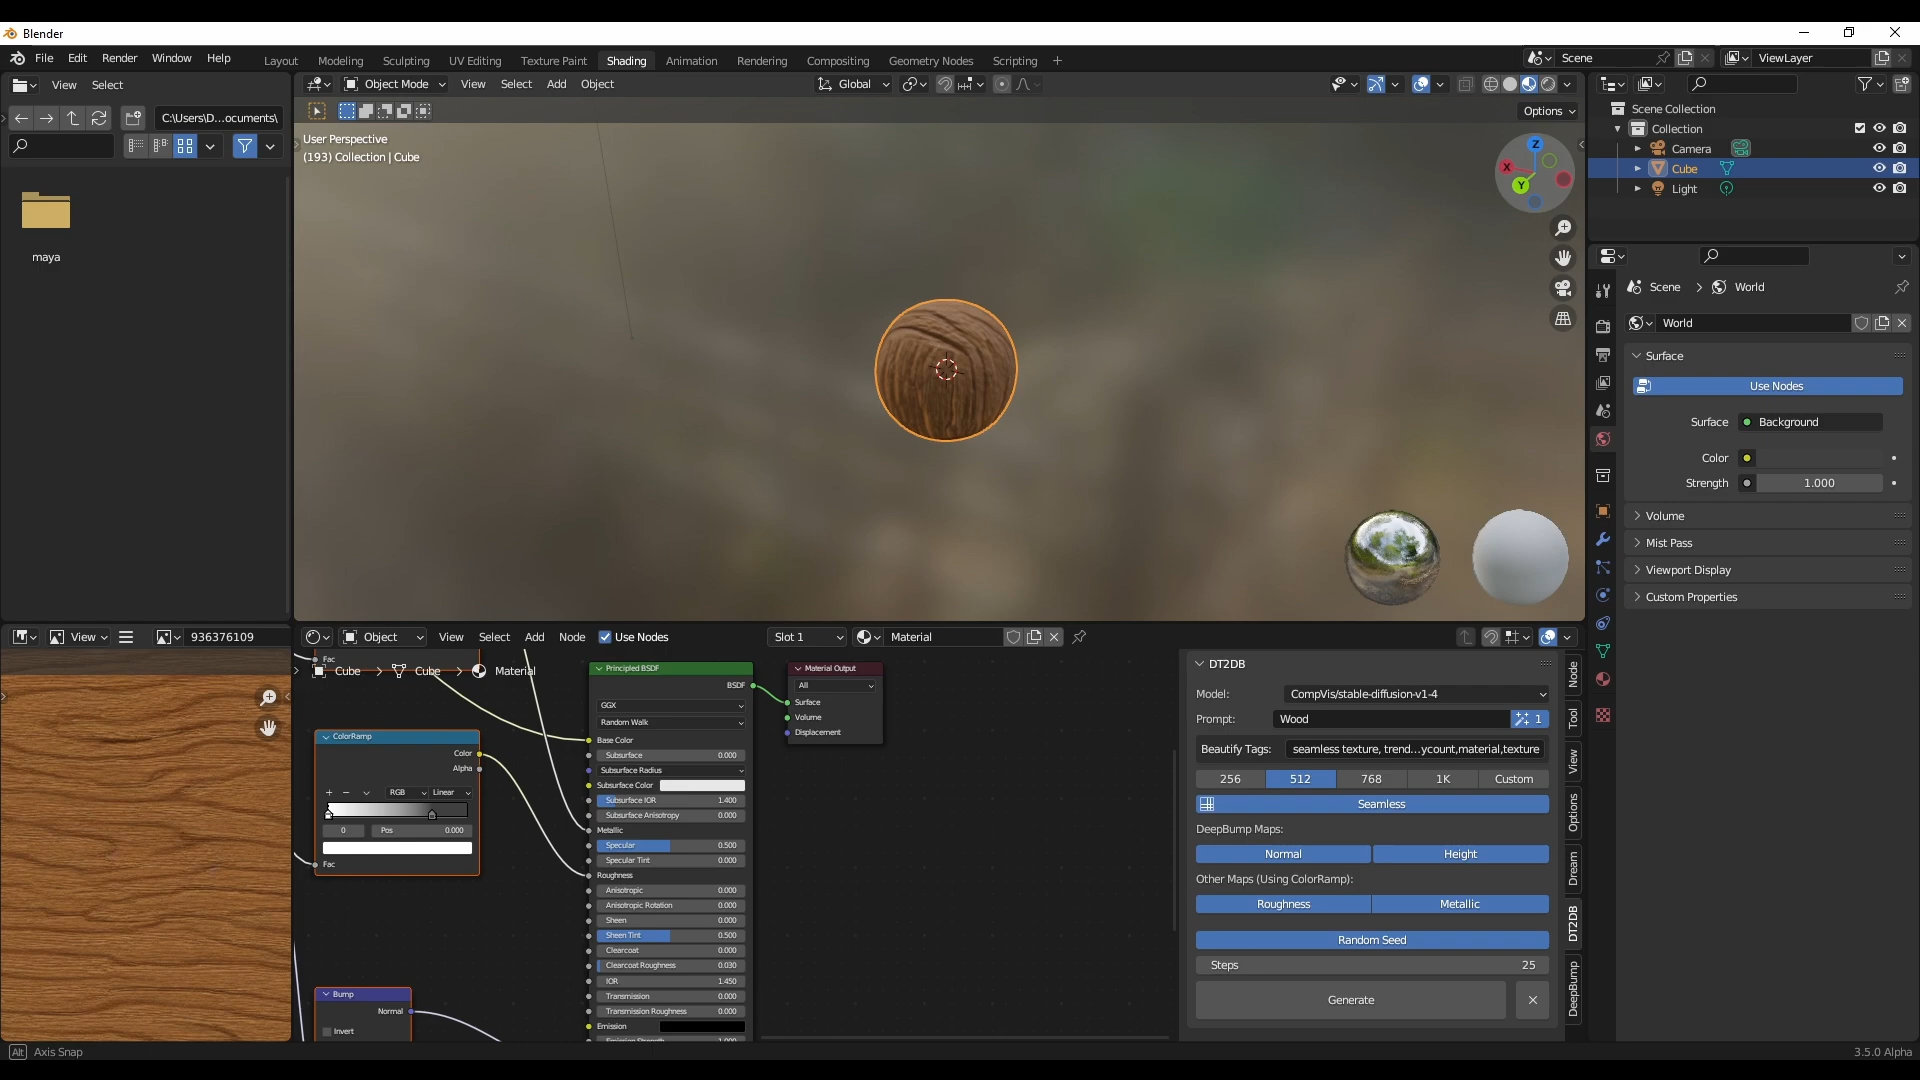 Blender
File Edit Render Window Help
Layout Modeling Sculpting UV Editing Texture Paint Shading Animation Rendering Compositing Geometry Nodes Scripting +
Scene
ViewLayer
View Select
Object Mode View Select Add Object
Global
Options
C:\Users\D...ocuments\
maya
User Perspective
(193) Collection | Cube
Z
X
Y
Scene Collection
Collection
Camera
Cube
Light
Scene > World
World
Surface
Use Nodes
Surface Background
Color
Strength 1.000
Volume
Mist Pass
Viewport Display
Custom Properties
View 936376109
Object View Select Add Node Use Nodes Slot 1 Material
Fac
Cube > Cube > Material
ColorRamp
Color
Alpha
+ − RGB Linear
0 Pos 0.000
Fac
Bump
Normal
Invert
Principled BSDF
BSDF
GGX
Random Walk
Base Color
Subsurface 0.000
Subsurface Radius
Subsurface Color
Subsurface IOR 1.400
Subsurface Anisotropy 0.000
Metallic
Specular 0.500
Specular Tint 0.000
Roughness
Anisotropic 0.000
Anisotropic Rotation 0.000
Sheen 0.000
Sheen Tint 0.500
Clearcoat 0.000
Clearcoat Roughness 0.030
IOR 1.450
Transmission 0.000
Transmission Roughness 0.000
Emission
Emission Strength 1.000
Material Output
All
Surface
Volume
Displacement
DT2DB
Model: CompVis/stable-diffusion-v1-4
Prompt: Wood 1
Beautify Tags: seamless texture, trend...ycount,material,texture
256 512 768 1K Custom
Seamless
DeepBump Maps:
Normal Height
Other Maps (Using ColorRamp):
Roughness Metallic
Random Seed
Steps 25
Generate
Node
Tool
View
Options
Dream
DT2DB
DeepBump
Alt Axis Snap
3.5.0 Alpha